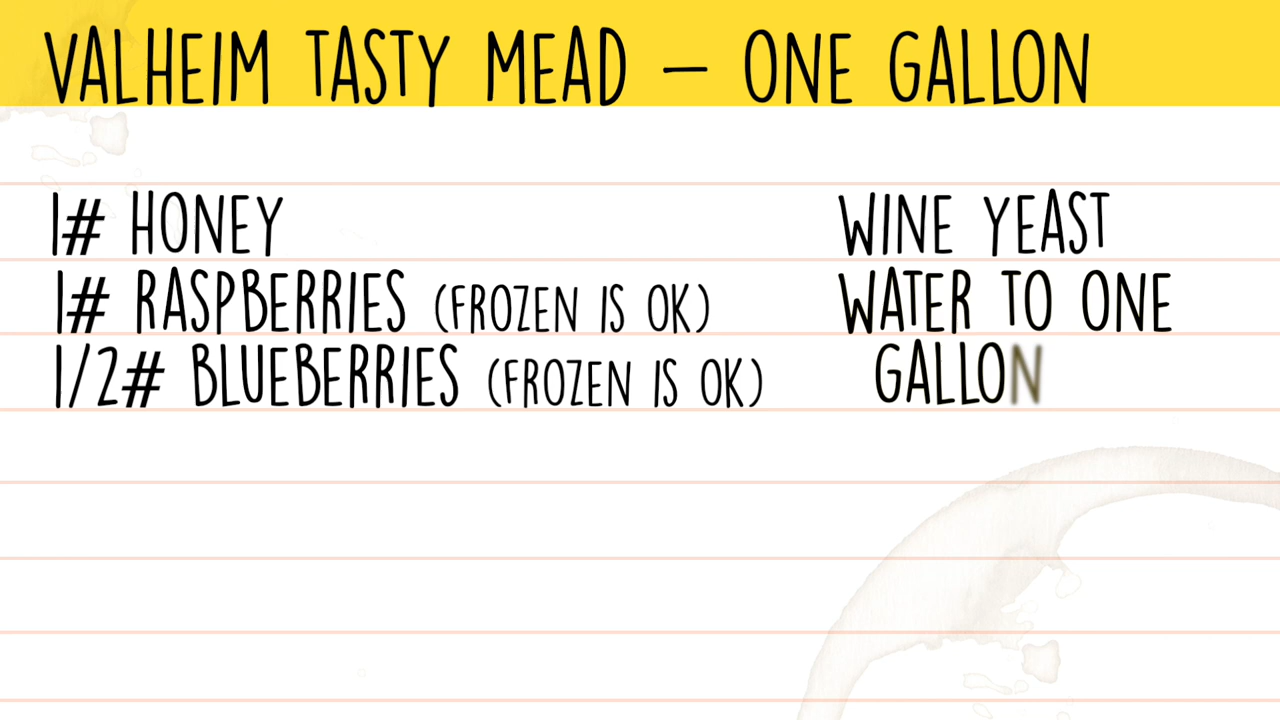 VALHEIM TASTY MEAD – ONE GALLON
1# HONEY
1# RASPBERRIES (FROZEN IS OK)
1/2# BLUEBERRIES (FROZEN IS OK)
WINE YEAST
WATER TO ONE
GALLON